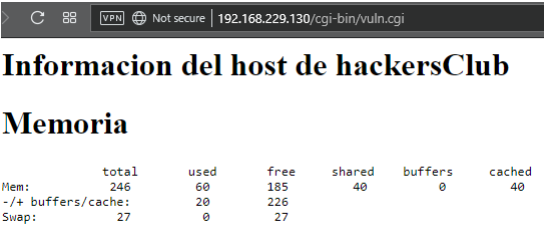 VPN Not secure 192.168.229.130/cgi-bin/vuln.cgi
Informacion del host de hackersClub
Memoria
total used free shared buffers cached
Mem: 246 60 185 40 0 40
-/+ buffers/cache: 20 226
Swap: 27 0 27